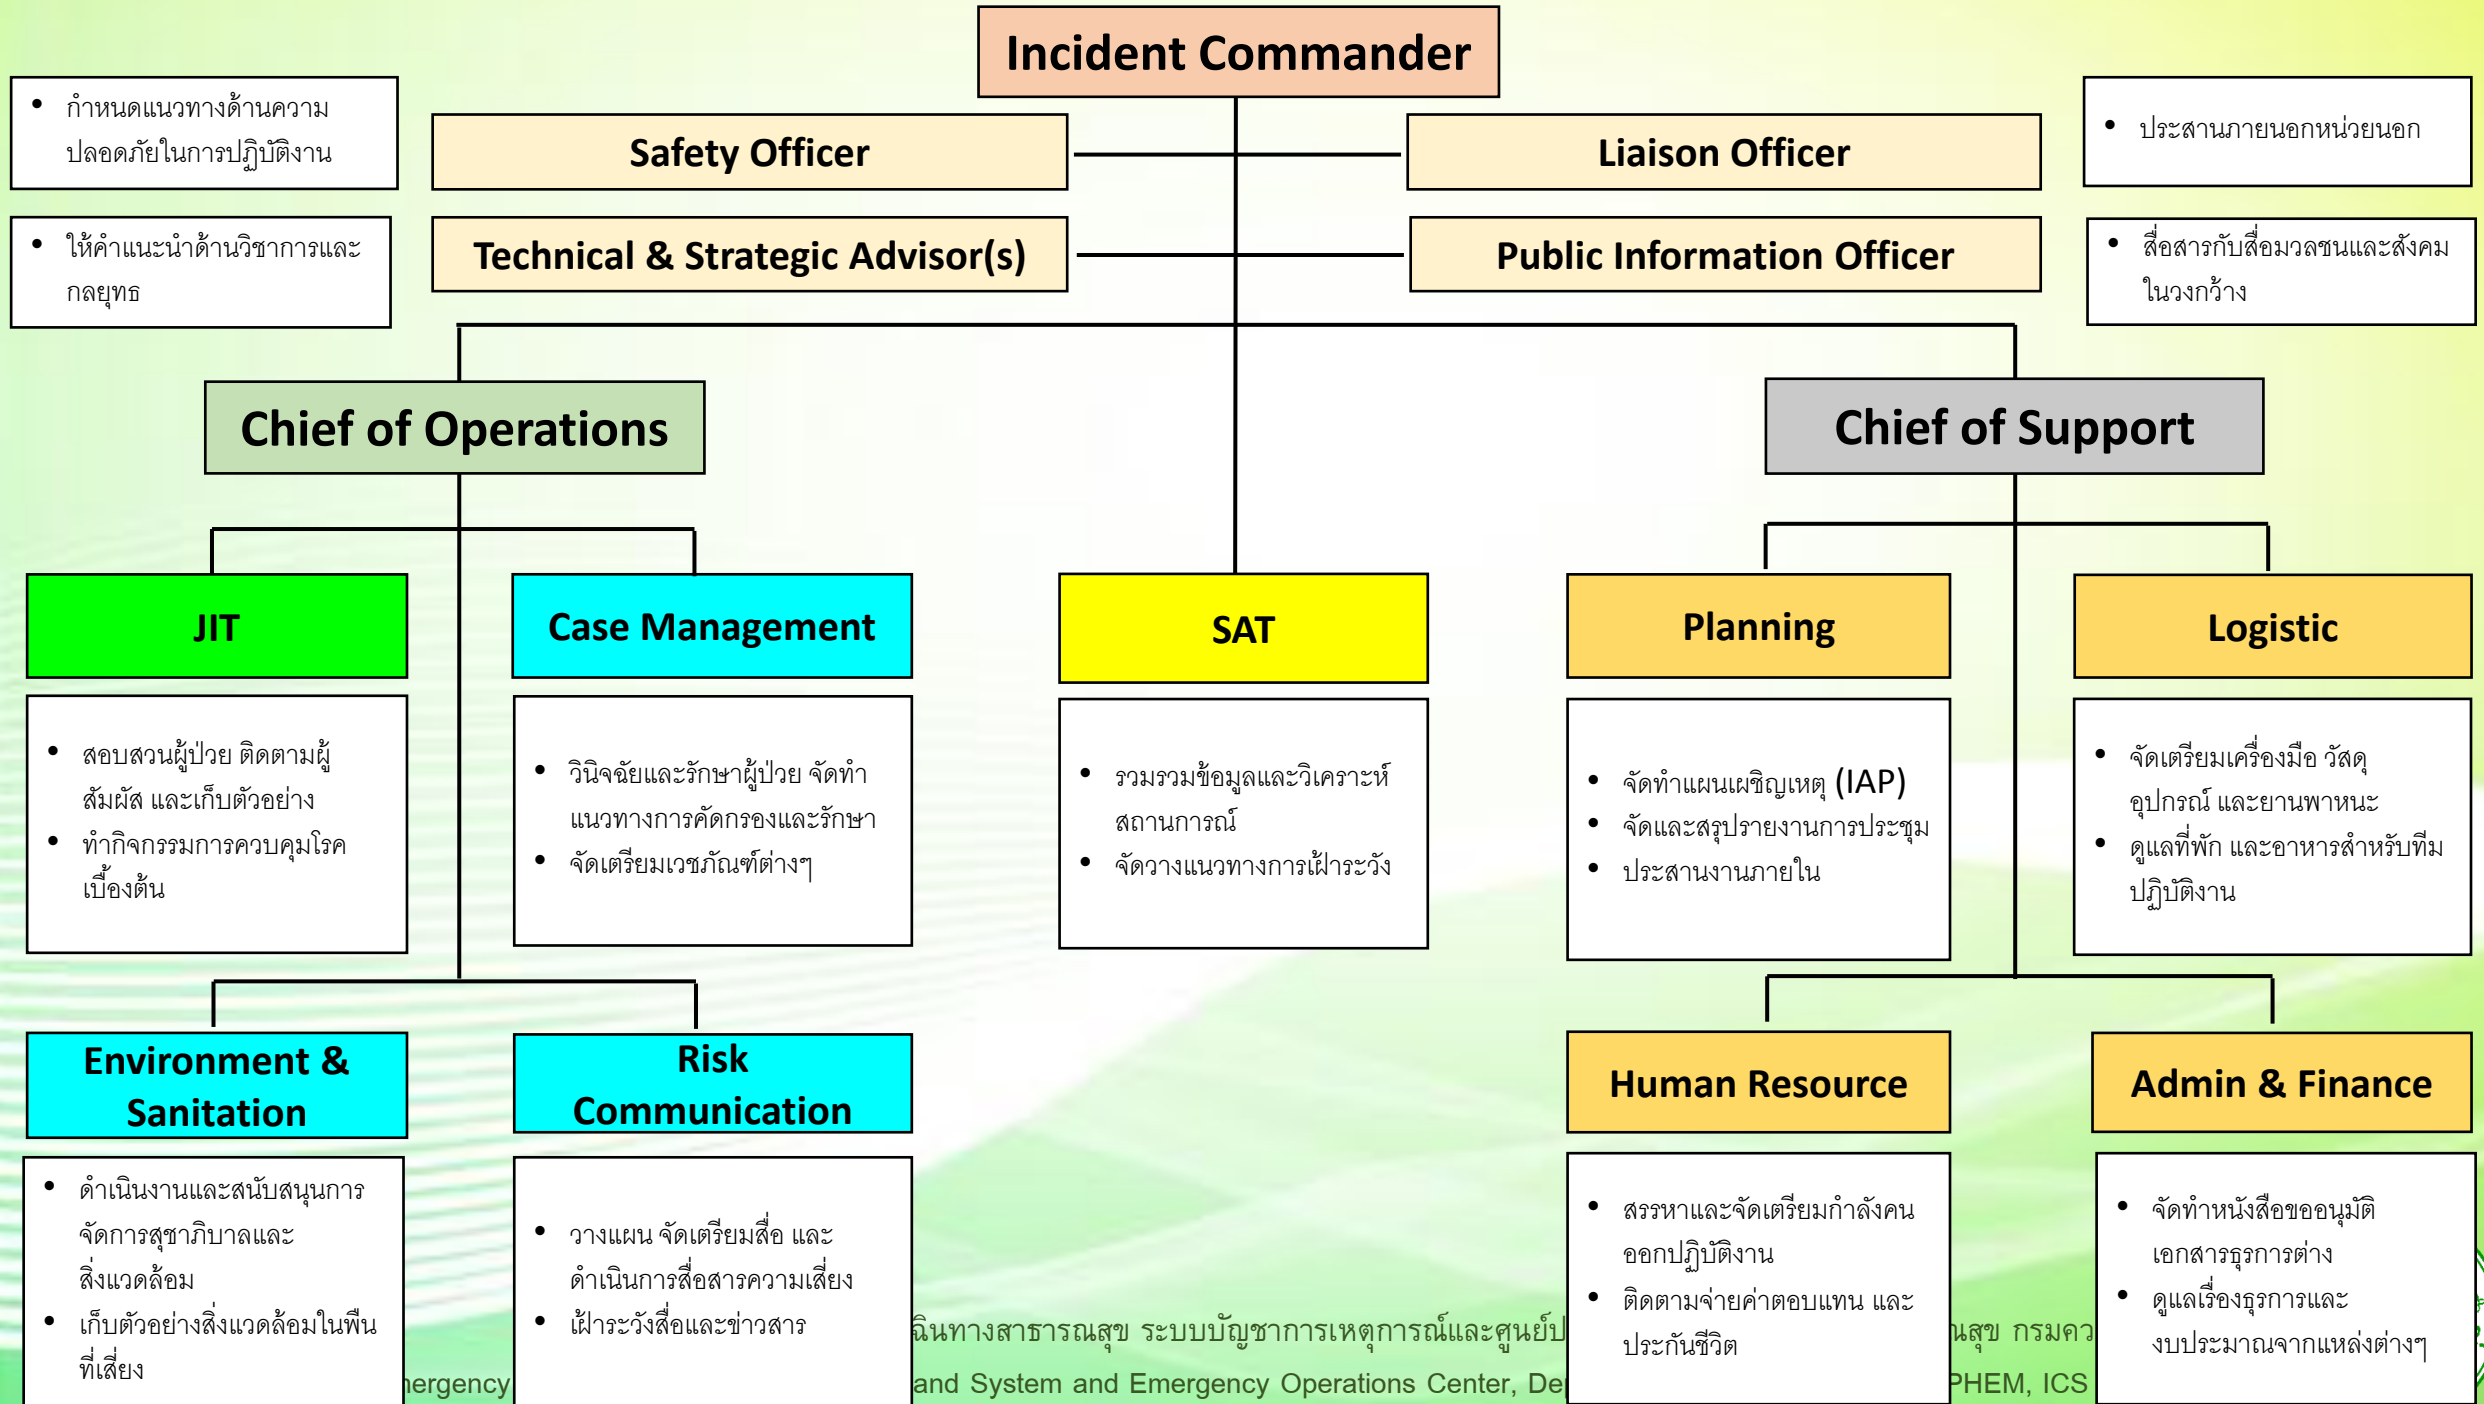 Incident Commander
• กำหนดแนวทางด้านความ
ปลอดภัยในการปฏิบัติงาน
Safety Officer
Liaison Officer
• ประสานภายนอกหน่วยนอก
• ให้คำแนะนำด้านวิชาการและ
กลยุทธ
Technical & Strategic Advisor(s)
Public Information Officer
• สื่อสารกับสื่อมวลชนและสังคม
ในวงกว้าง
Chief of Operations
Chief of Support
JIT
Case Management
SAT
Planning
Logistic
• สอบสวนผู้ป่วย ติดตามผู้
สัมผัส และเก็บตัวอย่าง
• ทำกิจกรรมการควบคุมโรค
เบื้องต้น
• วินิจฉัยและรักษาผู้ป่วย จัดทำ
แนวทางการคัดกรองและรักษา
• จัดเตรียมเวชภัณฑ์ต่างๆ
• รวมรวมข้อมูลและวิเคราะห์
สถานการณ์
• จัดวางแนวทางการเฝ้าระวัง
• จัดทำแผนเผชิญเหตุ (IAP)
• จัดและสรุปรายงานการประชุม
• ประสานงานภายใน
• จัดเตรียมเครื่องมือ วัสดุ
อุปกรณ์ และยานพาหนะ
• ดูแลที่พัก และอาหารสำหรับทีม
ปฏิบัติงาน
Environment &
Sanitation
Risk
Communication
Human Resource
Admin & Finance
• ดำเนินงานและสนับสนุนการ
จัดการสุขาภิบาลและ
สิ่งแวดล้อม
• เก็บตัวอย่างสิ่งแวดล้อมในพืน
ที่เสี่ยง
• วางแผน จัดเตรียมสื่อ และ
ดำเนินการสื่อสารความเสี่ยง
• เฝ้าระวังสื่อและข่าวสาร
• สรรหาและจัดเตรียมกำลังคน
ออกปฏิบัติงาน
• ติดตามจ่ายค่าตอบแทน และ
ประกันชีวิต
• จัดทำหนังสือขออนุมัติ
เอกสารธุรการต่าง
• ดูแลเรื่องธุรการและ
งบประมาณจากแหล่งต่างๆ
ฉินทางสาธารณสุข ระบบบัญชาการเหตุการณ์และศูนย์ป ณสุข กรมคว
nergency and System and Emergency Operations Center, De PHEM, ICS